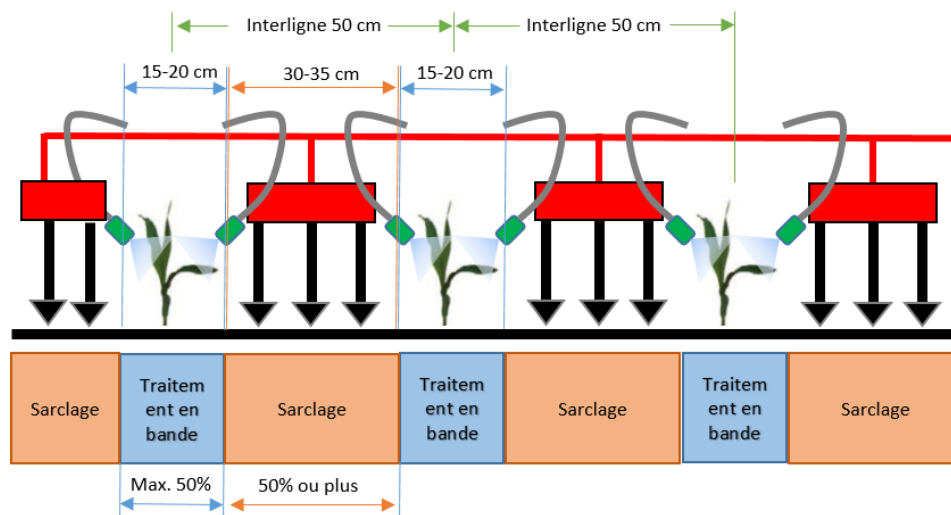 Interligne 50 cm
Interligne 50 cm
15-20 cm
30-35 cm
15-20 cm
Sarclage
Traitem
ent en
bande
Sarclage
Traitem
ent en
bande
Sarclage
Traitem
ent en
bande
Sarclage
Max. 50%
50% ou plus